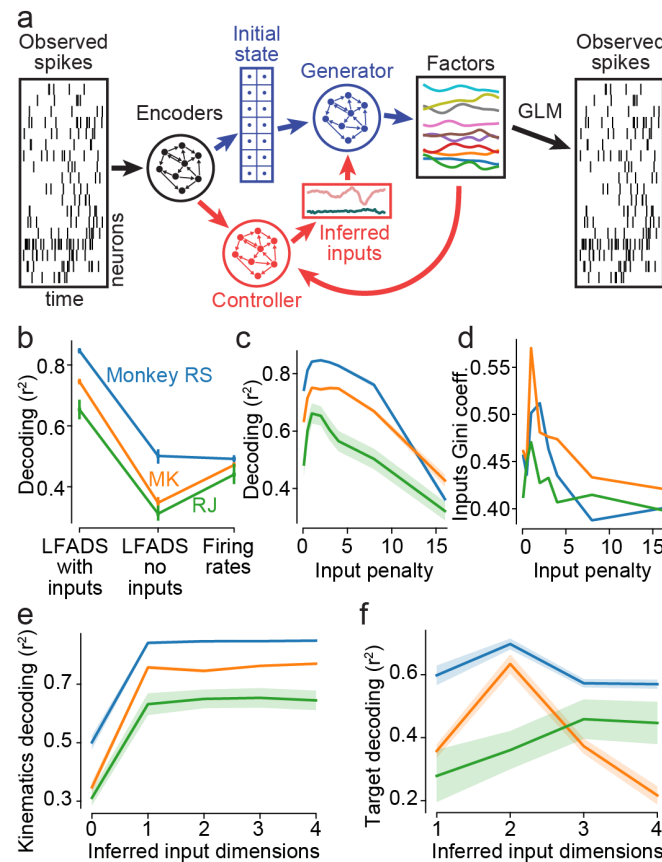 a
Observed
spikes
neurons
time
Encoders
Initial
state
Generator
Controller
Inferred
inputs
Factors
GLM
Observed
spikes
b
Decoding (r²)
0.8
0.6
0.4
Monkey RS
MK
RJ
LFADS
with
inputs
LFADS
no
inputs
Firing
rates
c
Decoding (r²)
0.8
0.6
0.4
0 5 10 15
Input penalty
d
Inputs Gini coeff.
0.55
0.50
0.45
0.40
0 5 10 15
Input penalty
e
Kinematics decoding (r²)
0.7
0.5
0.3
0 1 2 3 4
Inferred input dimensions
f
Target decoding (r²)
0.6
0.4
0.2
1 2 3 4
Inferred input dimensions